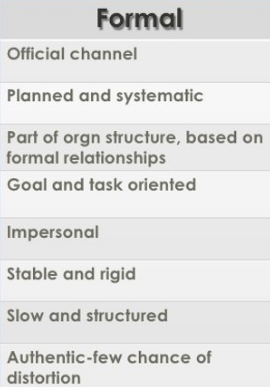 Formal
Official channel
Planned and systematic
Part of orgn structure, based on
formal relationships
Goal and task oriented
Impersonal
Stable and rigid
Slow and structured
Authentic-few chance of
distortion